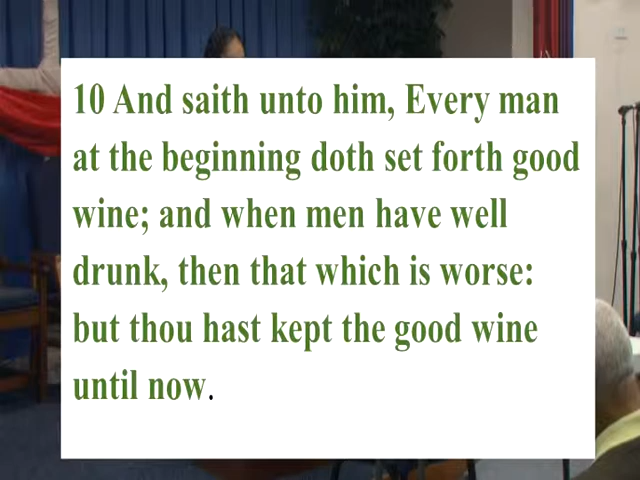 10 And saith unto him, Every man
at the beginning doth set forth good
wine; and when men have well
drunk, then that which is worse:
but thou hast kept the good wine
until now.